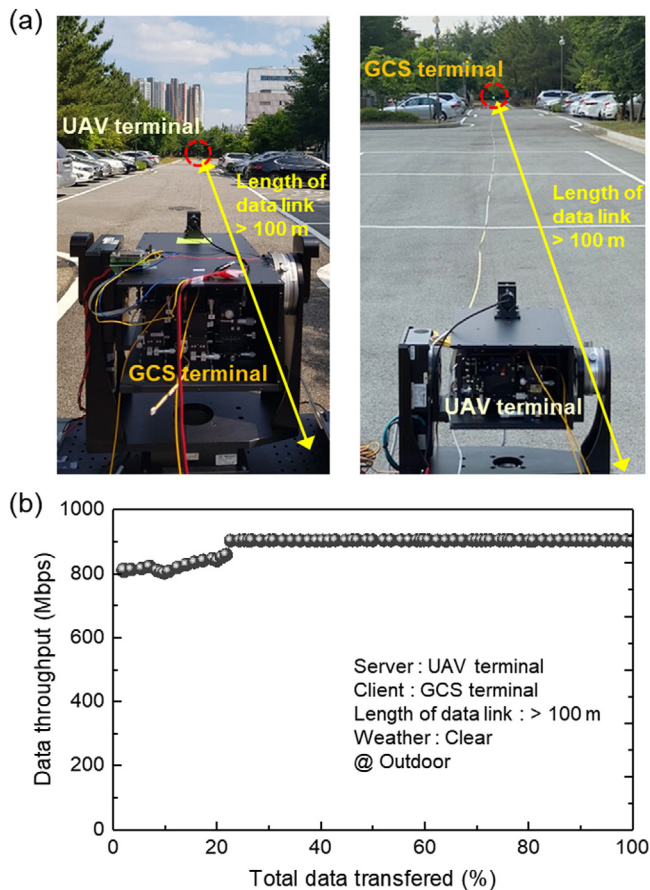 (a)
UAV terminal
Length of
data link
> 100 m
GCS terminal
GCS terminal
Length of
data link
> 100 m
UAV terminal
(b)
1000
800
600
400
200
0
Data throughput (Mbps)
Server : UAV terminal
Client : GCS terminal
Length of data link : > 100 m
Weather : Clear
@ Outdoor
0
20
40
60
80
100
Total data transfered (%)